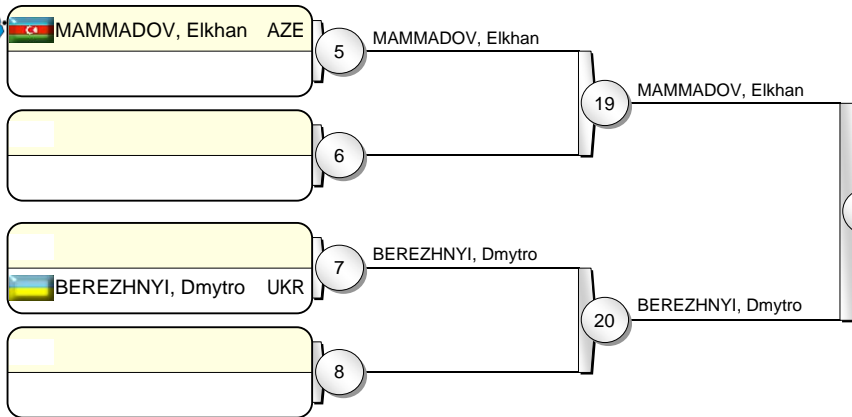 MAMMADOV, Elkhan AZE
5
MAMMADOV, Elkhan
19
MAMMADOV, Elkhan
6
7
BEREZHNYI, Dmytro
BEREZHNYI, Dmytro UKR
20
BEREZHNYI, Dmytro
8